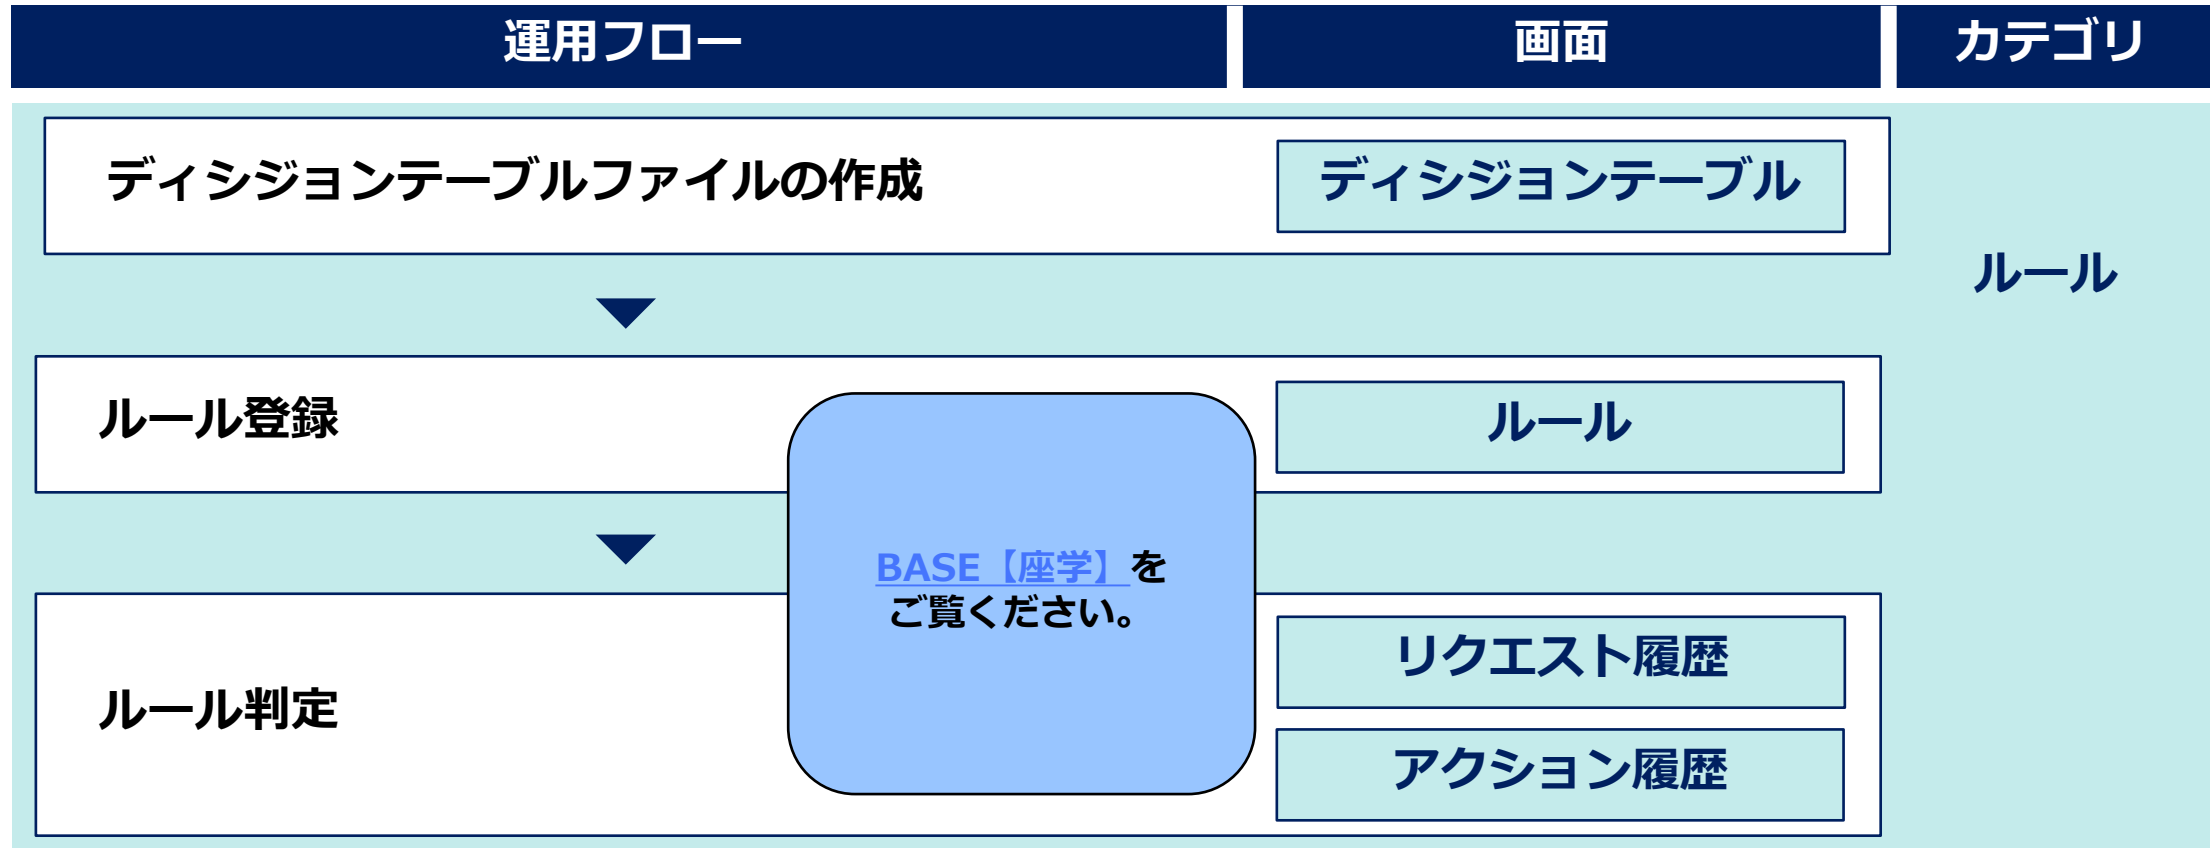 運用フロー
画面
カテゴリ
ディシジョンテーブルファイルの作成
ディシジョンテーブル
ルール
ルール登録
ルール
BASE【座学】を
ご覧ください。
ルール判定
リクエスト履歴
アクション履歴